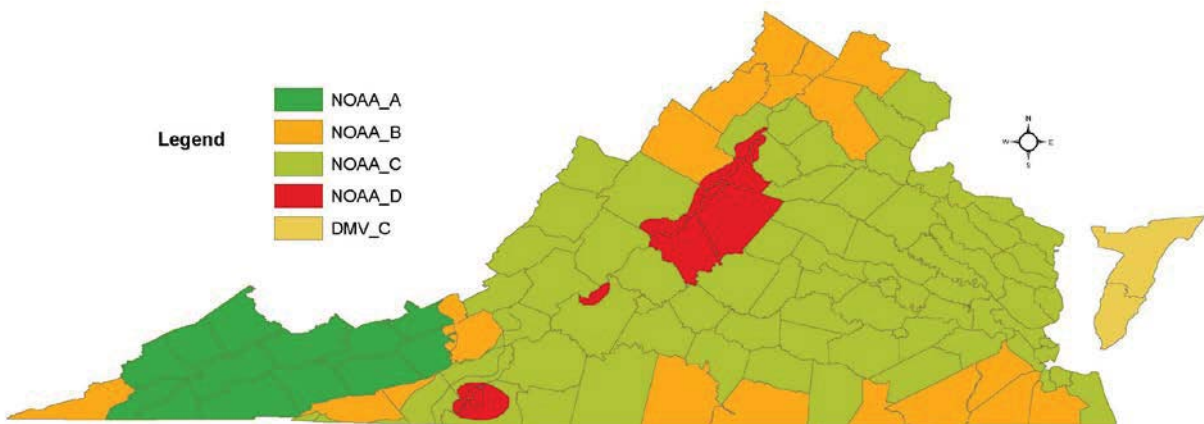 Legend
NOAA_A
NOAA_B
NOAA_C
NOAA_D
DMV_C
N
W
E
S